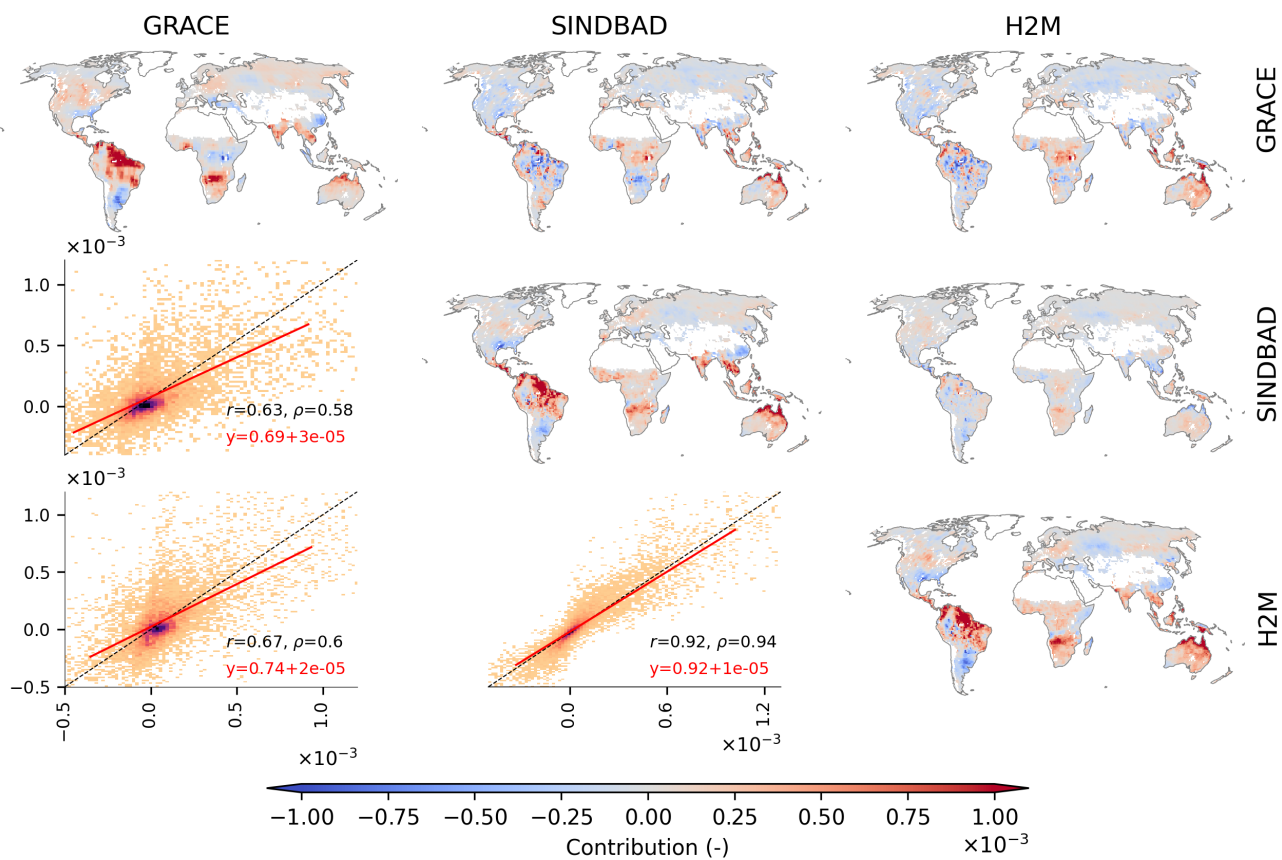 GRACE SINDBAD H2M
GRACE
×10−3
1.0
0.5
0.0
r=0.63, ρ=0.58
y=0.69+3e-05
SINDBAD
×10−3
1.0
0.5
0.0
−0.5
r=0.67, ρ=0.6
y=0.74+2e-05
−0.5 0.0 0.5 1.0
×10−3
r=0.92, ρ=0.94
y=0.92+1e-05
0.0 0.6 1.2
×10−3
H2M
−1.00 −0.75 −0.50 −0.25 0.00 0.25 0.50 0.75 1.00
×10−3
Contribution (-)